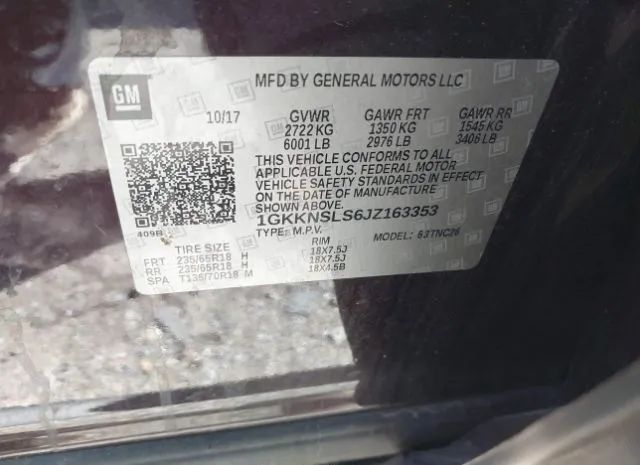 GM
MFD BY GENERAL MOTORS LLC
10/17 GVWR GAWR FRT GAWR RR
2722 KG 1350 KG 1545 KG
6001 LB 2976 LB 3406 LB
THIS VEHICLE CONFORMS TO ALL
APPLICABLE U.S. FEDERAL MOTOR
VEHICLE SAFETY STANDARDS IN EFFECT
ON THE DATE OF MANUFACTURE
SHOWN ABOVE.
1GKKNSLS6JZ163353
409B TYPE: M.P.V. MODEL: 63TNC26
TIRE SIZE RIM
FRT 235/65R18 H 18X7.5J
RR 235/65R18 H 18X7.5J
SPA T135/70R18 M 18X4.5B